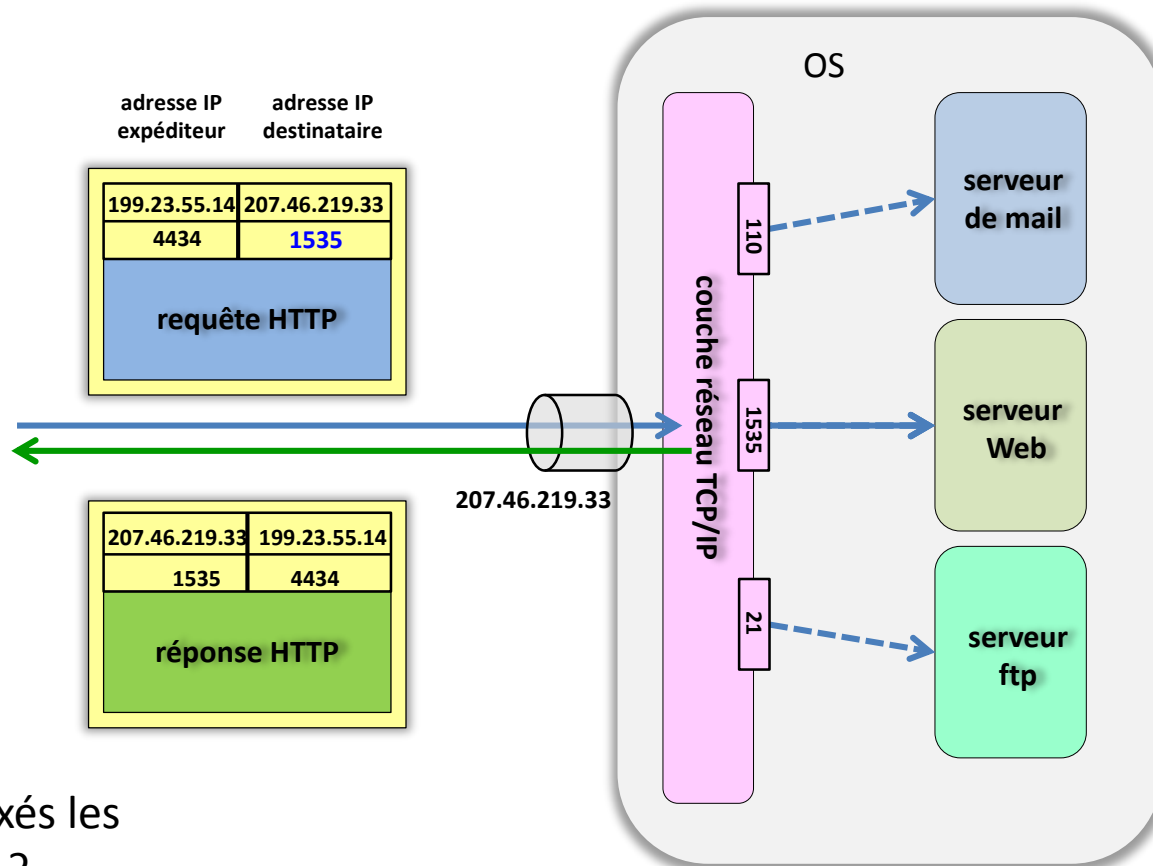 OS
adresse IP
expéditeur
adresse IP
destinataire
199.23.55.14 207.46.219.33
4434 1535
requête HTTP
207.46.219.33
207.46.219.33 199.23.55.14
1535 4434
réponse HTTP
couche réseau TCP/IP
110
1535
21
serveur
de mail
serveur
Web
serveur
ftp
xés les
?